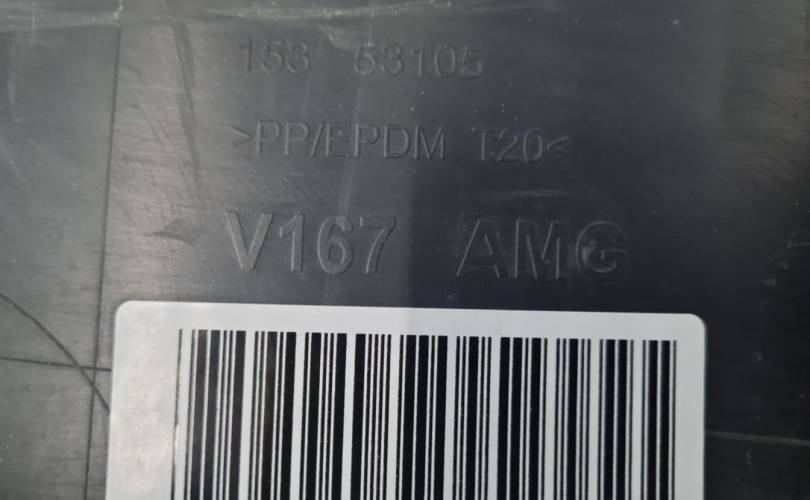 153 53105
>PP/EPDM T20<
V167 AMG